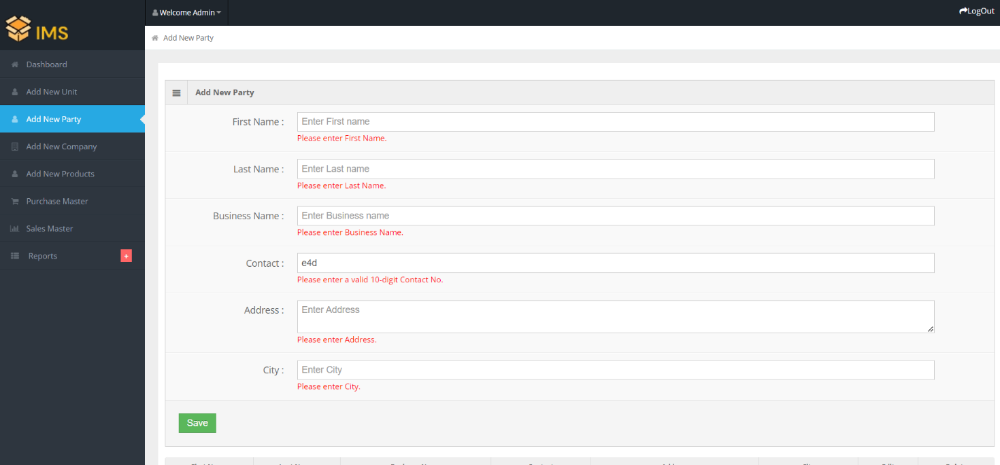 IMS
Welcome Admin
LogOut
Add New Party
Dashboard
Add New Unit
Add New Party
Add New Company
Add New Products
Purchase Master
Sales Master
Reports
+
Add New Party
First Name :
Enter First name
Please enter First Name.
Last Name :
Enter Last name
Please enter Last Name.
Business Name :
Enter Business name
Please enter Business Name.
Contact :
e4d
Please enter a valid 10-digit Contact No.
Address :
Enter Address
Please enter Address.
City :
Enter City
Please enter City.
Save